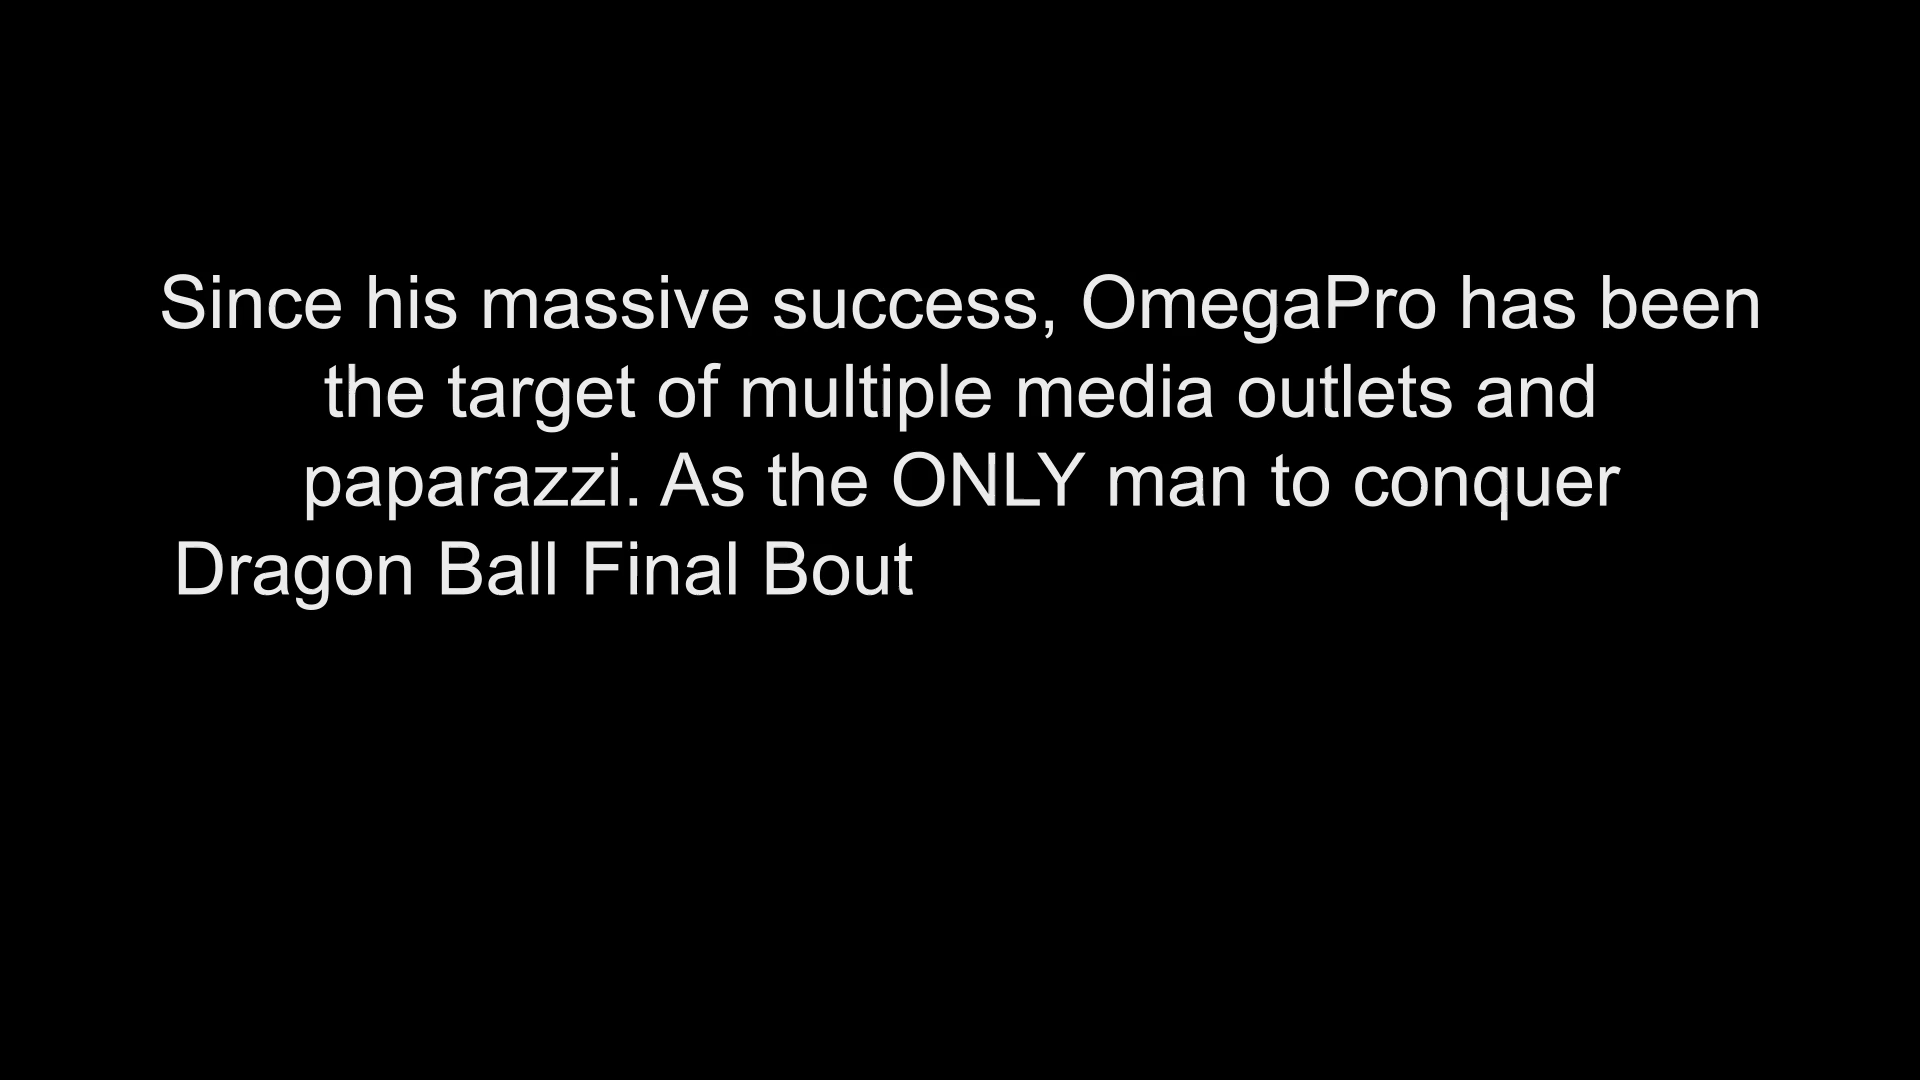 Since his massive success, OmegaPro has been
the target of multiple media outlets and
paparazzi. As the ONLY man to conquer
Dragon Ball Final Bout